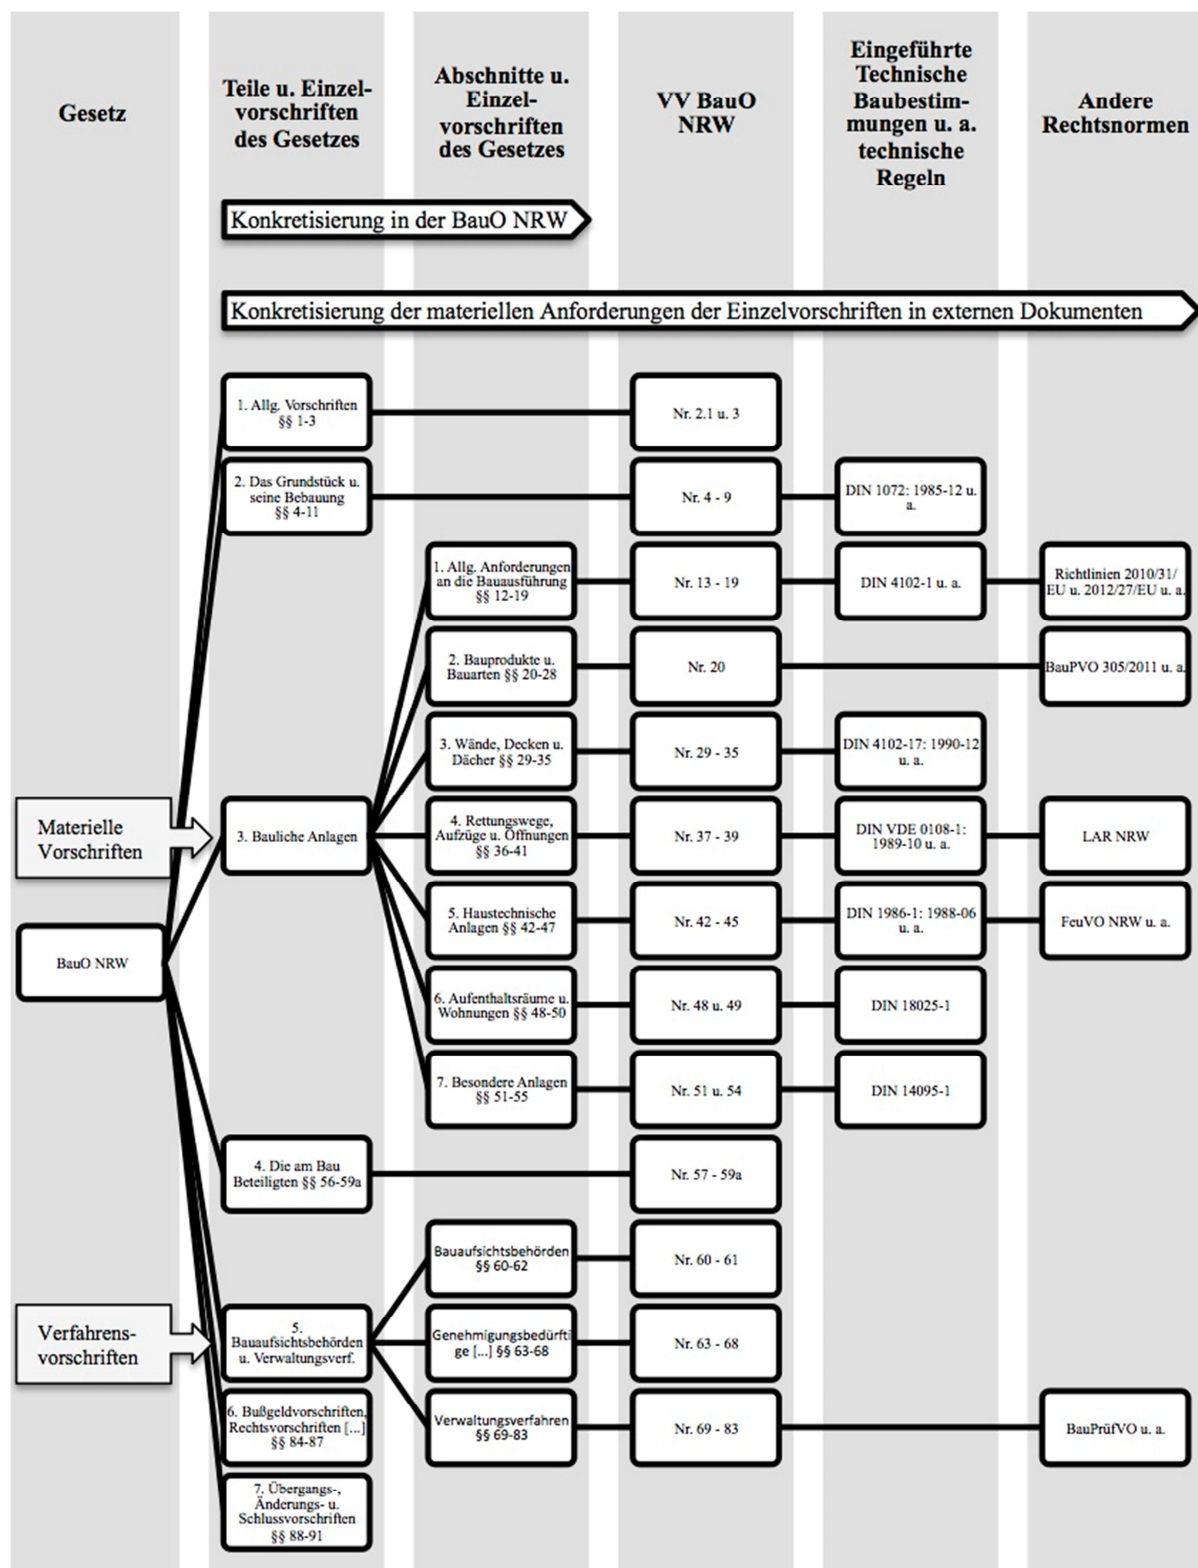 Gesetz
Teile u. Einzel-
vorschriften
des Gesetzes
Abschnitte u.
Einzel-
vorschriften
des Gesetzes
VV BauO
NRW
Eingeführte
Technische
Baubestim-
mungen u. a.
technische
Regeln
Andere
Rechtsnormen
Konkretisierung in der BauO NRW
Konkretisierung der materiellen Anforderungen der Einzelvorschriften in externen Dokumenten
1. Allg. Vorschriften
§§ 1-3
Nr. 2.1 u. 3
2. Das Grundstück u.
seine Bebauung
§§ 4-11
Nr. 4 - 9
DIN 1072: 1985-12 u.
a.
1. Allg. Anforderungen
an die Bauausführung
§§ 12-19
Nr. 13 - 19
DIN 4102-1 u. a.
Richtlinien 2010/31/
EU u. 2012/27/EU u. a.
2. Bauprodukte u.
Bauarten §§ 20-28
Nr. 20
BauPVO 305/2011 u. a.
3. Wände, Decken u.
Dächer §§ 29-35
Nr. 29 - 35
DIN 4102-17: 1990-12
u. a.
Materielle
Vorschriften
3. Bauliche Anlagen
4. Rettungswege,
Aufzüge u. Öffnungen
§§ 36-41
Nr. 37 - 39
DIN VDE 0108-1:
1989-10 u. a.
LAR NRW
BauO NRW
5. Haustechnische
Anlagen §§ 42-47
Nr. 42 - 45
DIN 1986-1: 1988-06
u. a.
FeuVO NRW u. a.
6. Aufenthaltsräume u.
Wohnungen §§ 48-50
Nr. 48 u. 49
DIN 18025-1
7. Besondere Anlagen
§§ 51-55
Nr. 51 u. 54
DIN 14095-1
4. Die am Bau
Beteiligten §§ 56-59a
Nr. 57 - 59a
Bauaufsichtsbehörden
§§ 60-62
Nr. 60 - 61
Verfahrens-
vorschriften
5.
Bauaufsichtsbehörden
u. Verwaltungsverf.
Genehmigungsbedürfti
ge [...] §§ 63-68
Nr. 63 - 68
6. Bußgeldvorschriften,
Rechtsvorschriften [...]
§§ 84-87
Verwaltungsverfahren
§§ 69-83
Nr. 69 - 83
BauPrüfVO u. a.
7. Übergangs-,
Änderungs- u.
Schlussvorschriften
§§ 88-91